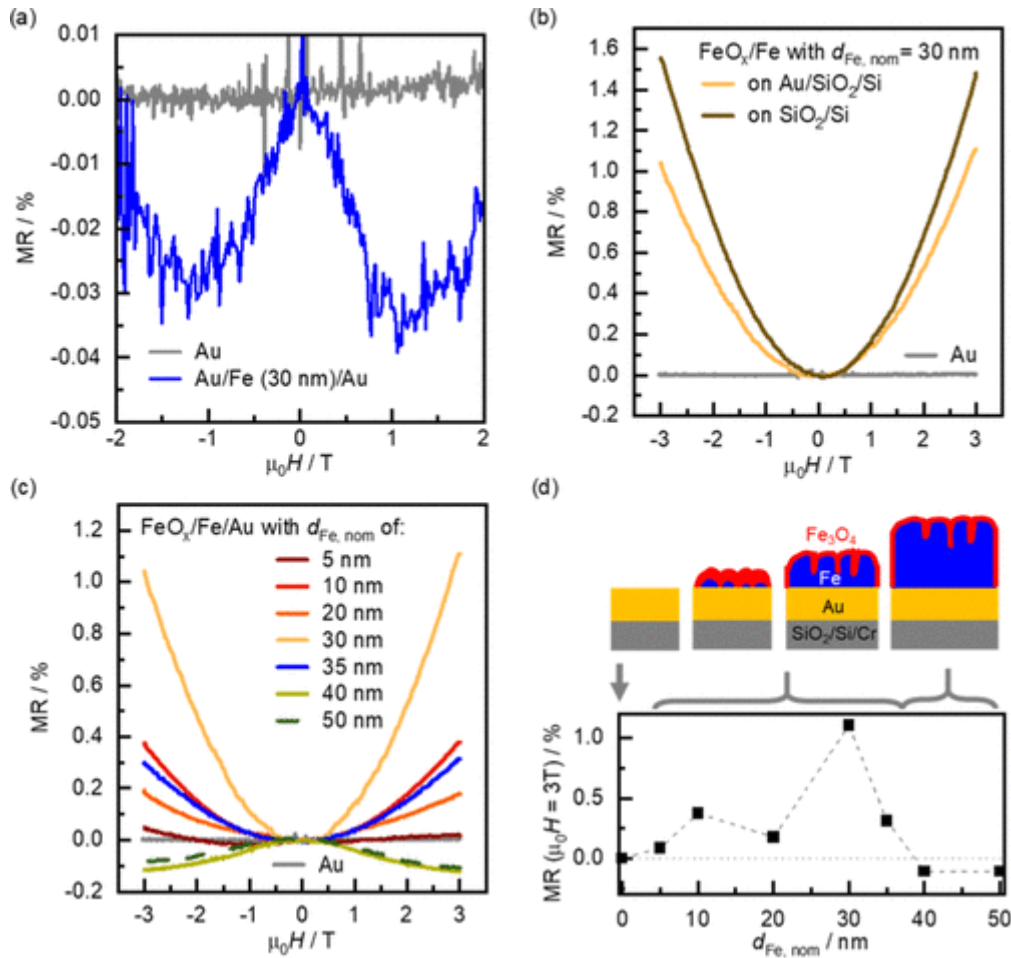 (a)
0.01
0.00
-0.01
-0.02
-0.03
-0.04
-0.05
MR / %
Au
Au/Fe (30 nm)/Au
-2 -1 0 1 2
μ₀H / T
(b)
1.6
1.4
1.2
1.0
0.8
0.6
0.4
0.2
0.0
-0.2
MR / %
FeOₓ/Fe with d_Fe, nom = 30 nm
on Au/SiO₂/Si
on SiO₂/Si
Au
-3 -2 -1 0 1 2 3
μ₀H / T
(c)
1.2
1.0
0.8
0.6
0.4
0.2
0.0
-0.2
MR / %
FeOₓ/Fe/Au with d_Fe, nom of:
5 nm
10 nm
20 nm
30 nm
35 nm
40 nm
50 nm
Au
-3 -2 -1 0 1 2 3
μ₀H / T
(d)
Fe₃O₄
Fe
Au
SiO₂/Si/Cr
1.0
0.5
0.0
MR (μ₀H = 3T) / %
0 10 20 30 40 50
d_Fe, nom / nm